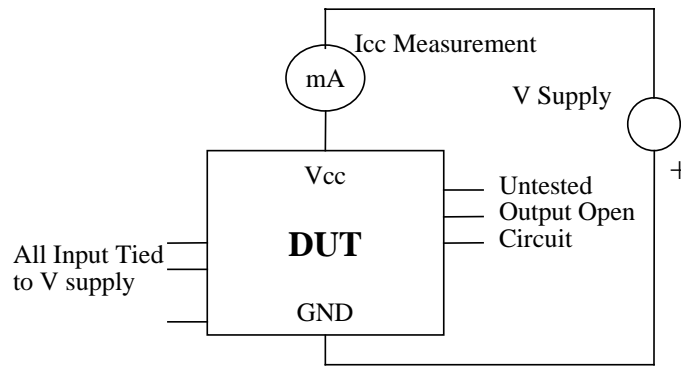 Icc Measurement
mA
V Supply
+
Vcc
Untested
Output Open
Circuit
DUT
All Input Tied
to V supply
GND